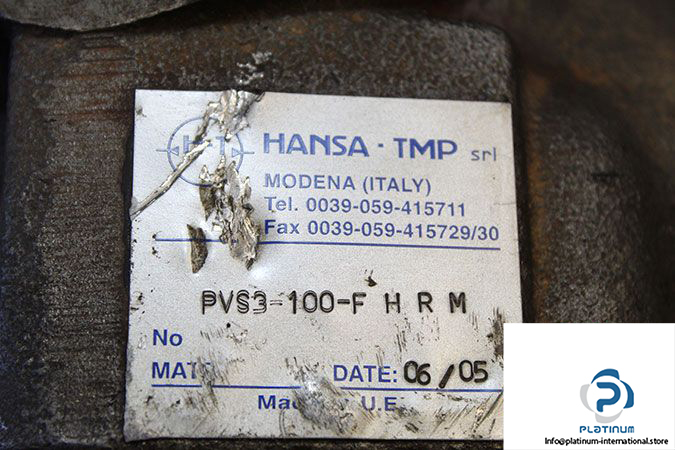 HANSA · TMP srl
MODENA (ITALY)
Tel. 0039-059-415711
Fax 0039-059-415729/30
PVS3-100-F H R M
No
DATE: 06/05
U.E.
PLATINUM
Info@platinum-international.store